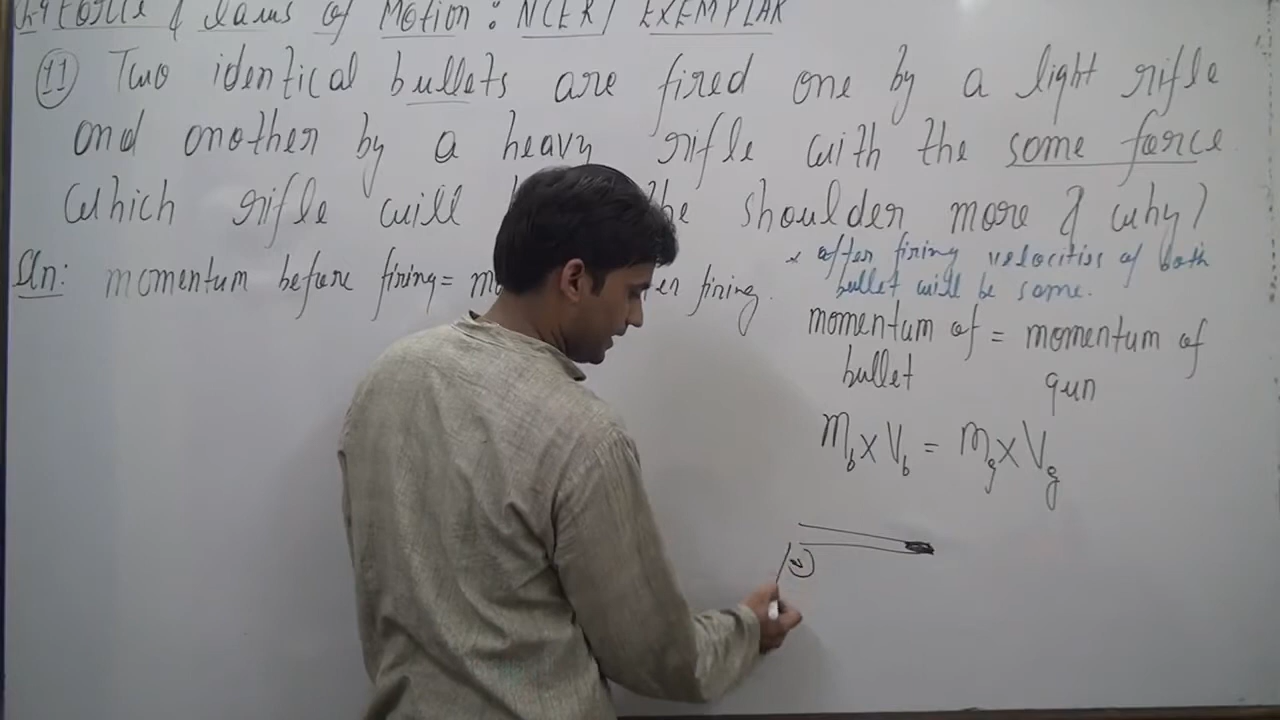 Force & Laws of Motion : NCERT EXEMPLAR
11 Two identical bullets are fired one by a light rifle
and another by a heavy rifle with the same force
Which rifle will the shoulder more & why?
An: momentum before firing = firing.
* after firing velocities of both
bullet will be same.
momentum of = momentum of
bullet gun
mb x Vb = mg x Vg